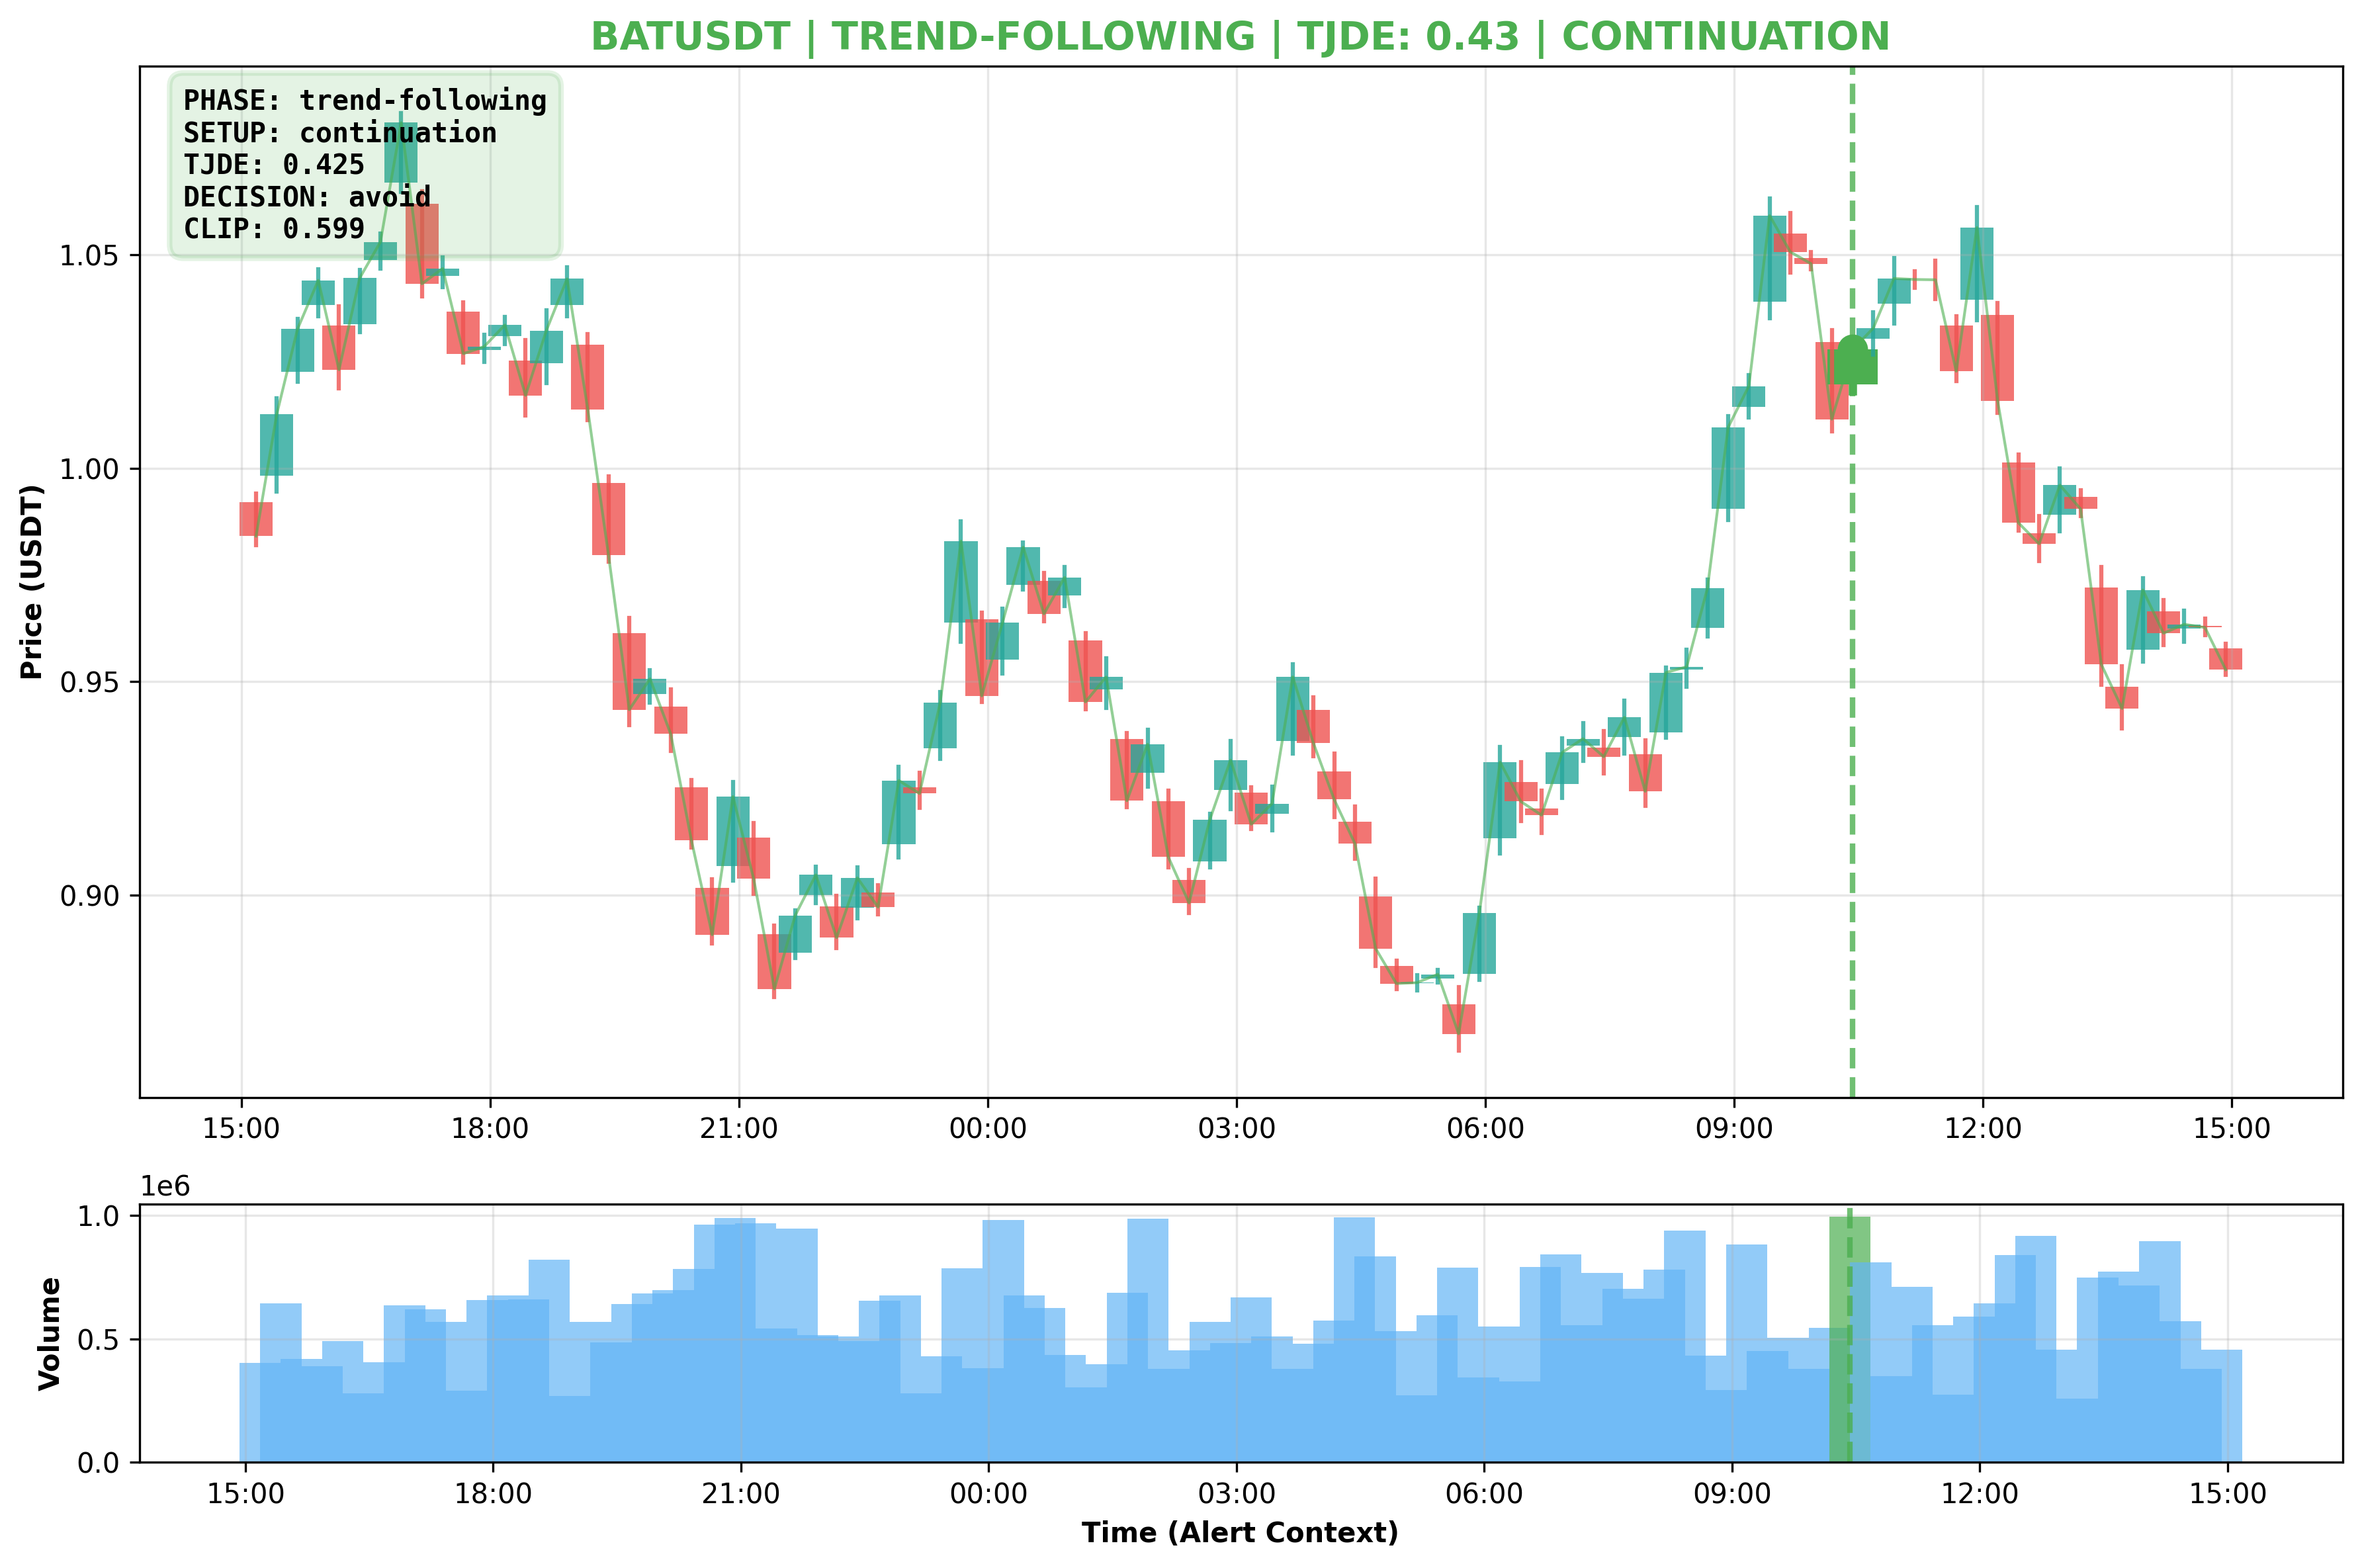 BATUSDT | TREND-FOLLOWING | TJDE: 0.43 | CONTINUATION
PHASE: trend-following
SETUP: continuation
TJDE: 0.425
DECISION: avoid
CLIP: 0.599
Price (USDT)
1.05
1.00
0.95
0.90
15:00 18:00 21:00 00:00 03:00 06:00 09:00 12:00 15:00
1e6
Volume
1.0
0.5
0.0
15:00 18:00 21:00 00:00 03:00 06:00 09:00 12:00 15:00
Time (Alert Context)